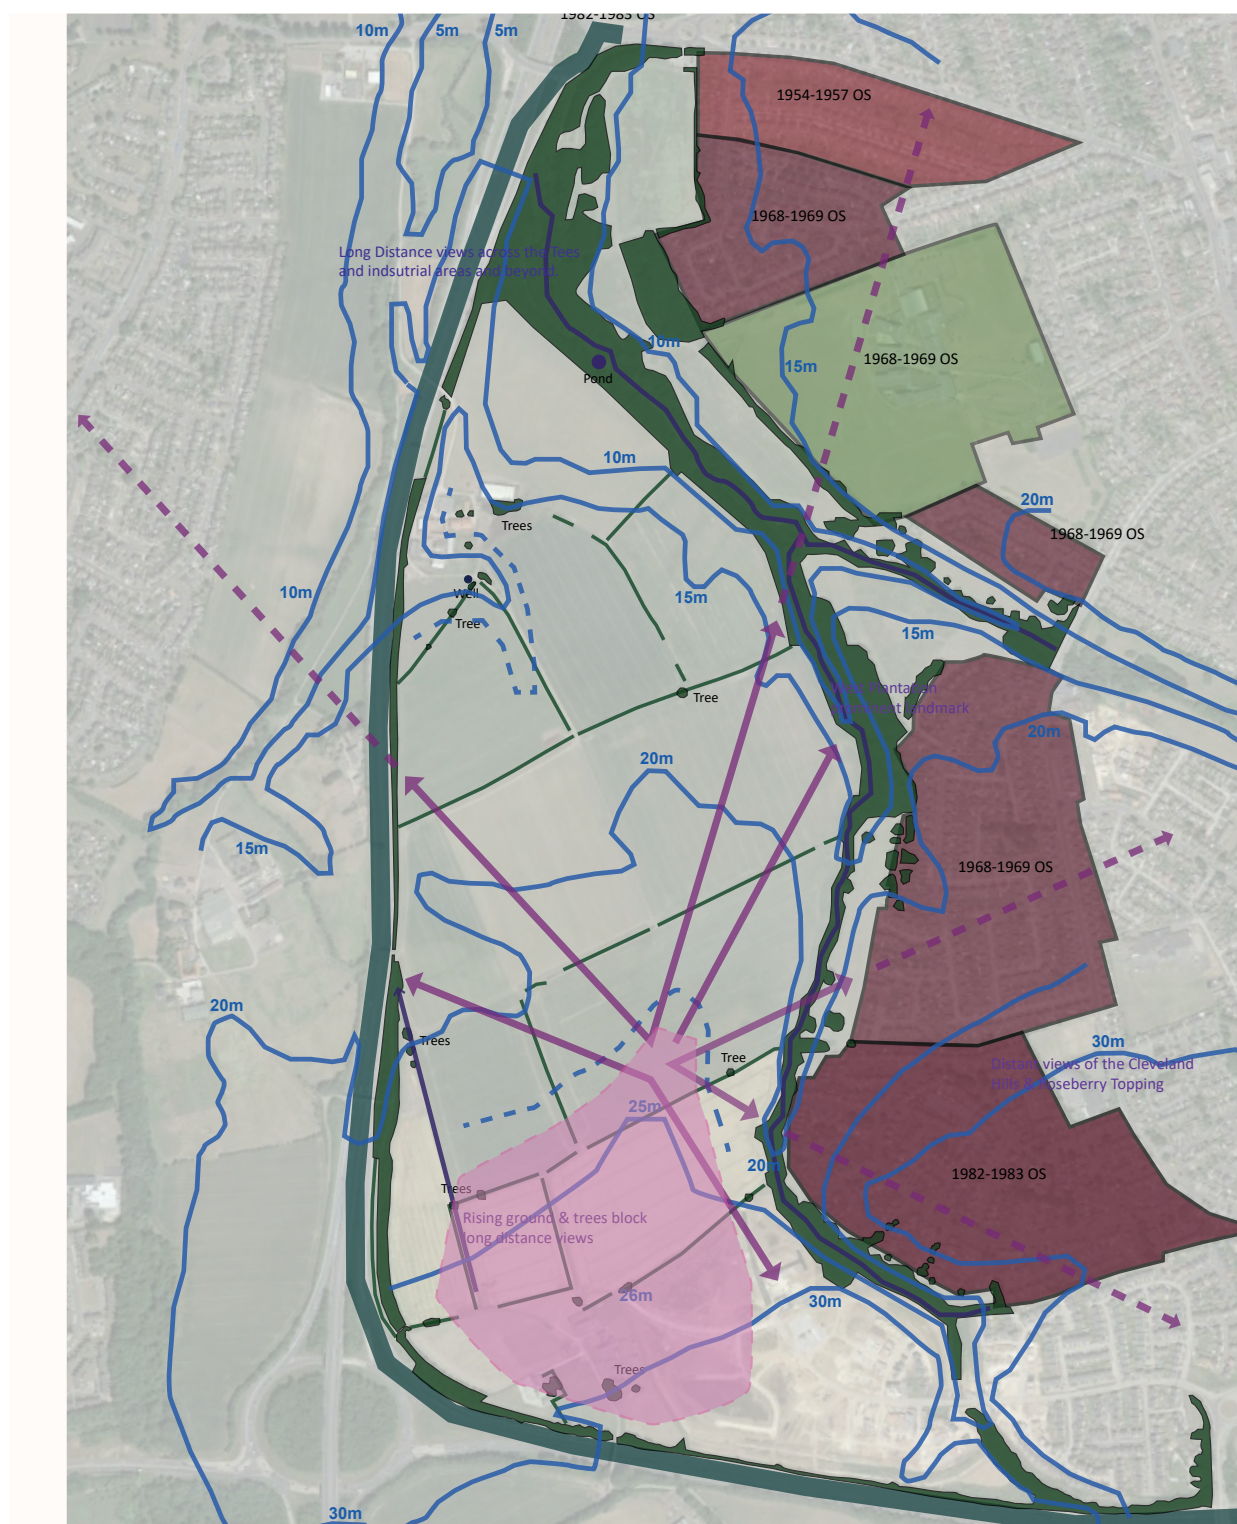 1982-1983 OS
10m
5m
5m
1954-1957 OS
1968-1969 OS
Long Distance views across the Tees
and indsutrial areas and beyond.
10m
15m
1968-1969 OS
Pond
10m
20m
Trees
1968-1969 OS
10m
Well
15m
Tree
15m
Tree
Plantation
landmark
20m
20m
15m
1968-1969 OS
20m
Trees
30m
Tree
Distant views of the Cleveland
Hills & Roseberry Topping
25m
20m
1982-1983 OS
Trees
Rising ground & trees block
long distance views
26m
30m
Trees
30m